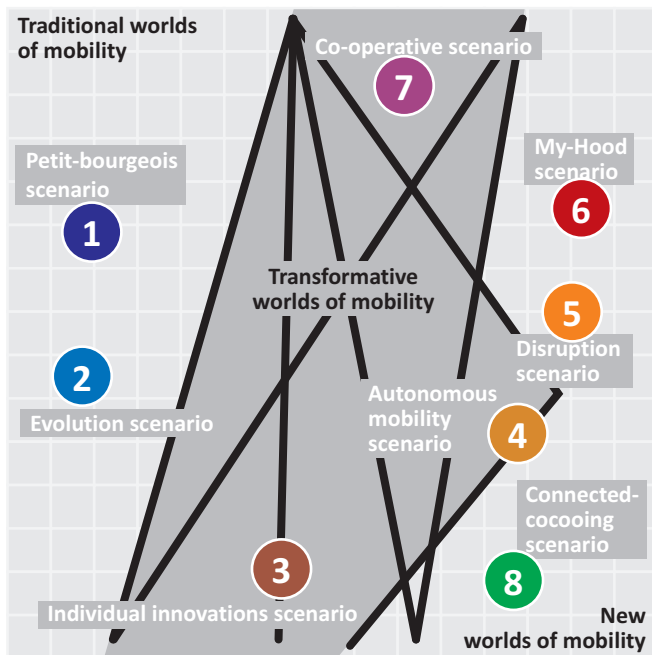 Traditional worlds
of mobility
Co-operative scenario
7
Petit-bourgeois
scenario
1
My-Hood
scenario
6
Transformative
worlds of mobility
5
Disruption
scenario
2
Evolution scenario
Autonomous
mobility
scenario
4
Connected-
cocooing
scenario
8
3
Individual innovations scenario
New
worlds of mobility